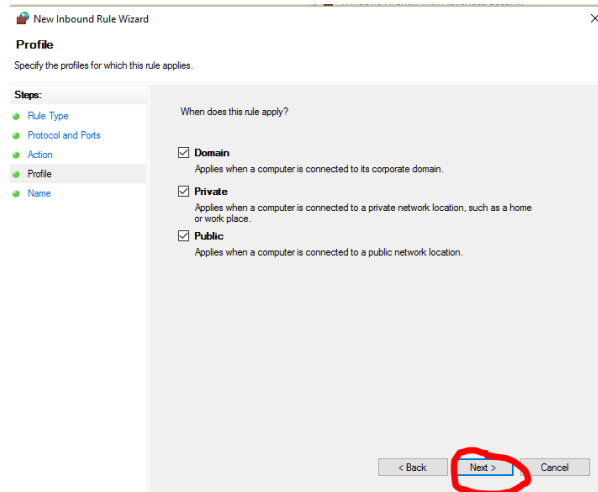 New Inbound Rule Wizard
Profile
Specify the profiles for which this rule applies.
Steps:
Rule Type
Protocol and Ports
Action
Profile
Name
When does this rule apply?
Domain
Applies when a computer is connected to its corporate domain.
Private
Applies when a computer is connected to a private network location, such as a home
or work place.
Public
Applies when a computer is connected to a public network location.
< Back
Next >
Cancel